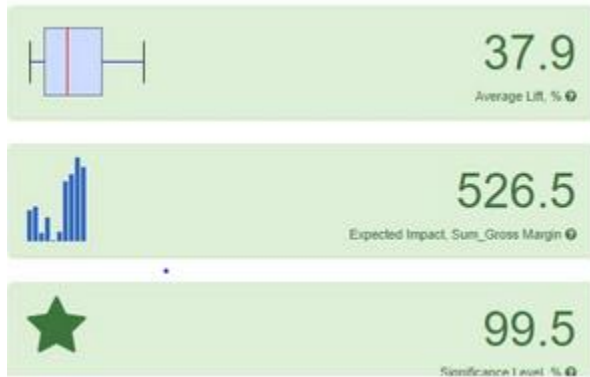 37.9
Average Lift, %
526.5
Expected Impact, Sum_Gross Margin
99.5
Significance Level, %